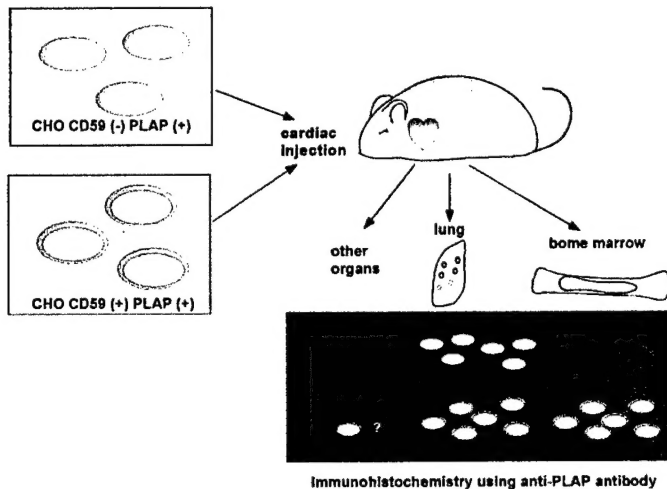 CHO CD59 (-) PLAP (+)
cardiac
injection
CHO CD59 (+) PLAP (+)
other
organs
lung
bome marrow
?
Immunohistochemistry using anti-PLAP antibody